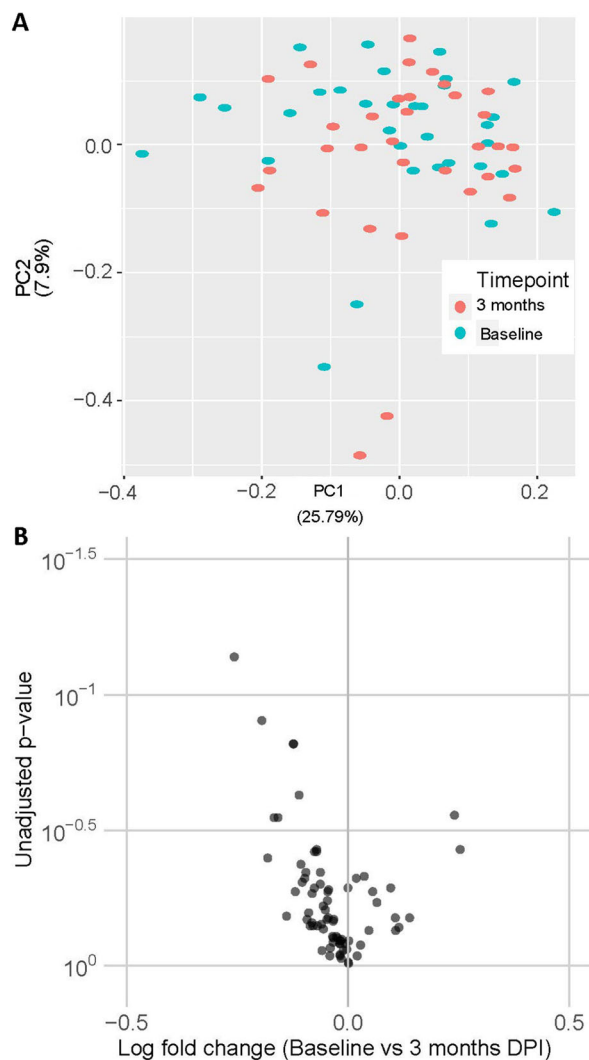 A
0.0
−0.2
−0.4
PC2
(7.9%)
Timepoint
3 months
Baseline
−0.4
−0.2
PC1
0.0
0.2
(25.79%)
B
10^−1.5
10^−1
10^−0.5
10^0
Unadjusted p-value
−0.5
0.0
0.5
Log fold change (Baseline vs 3 months DPI)